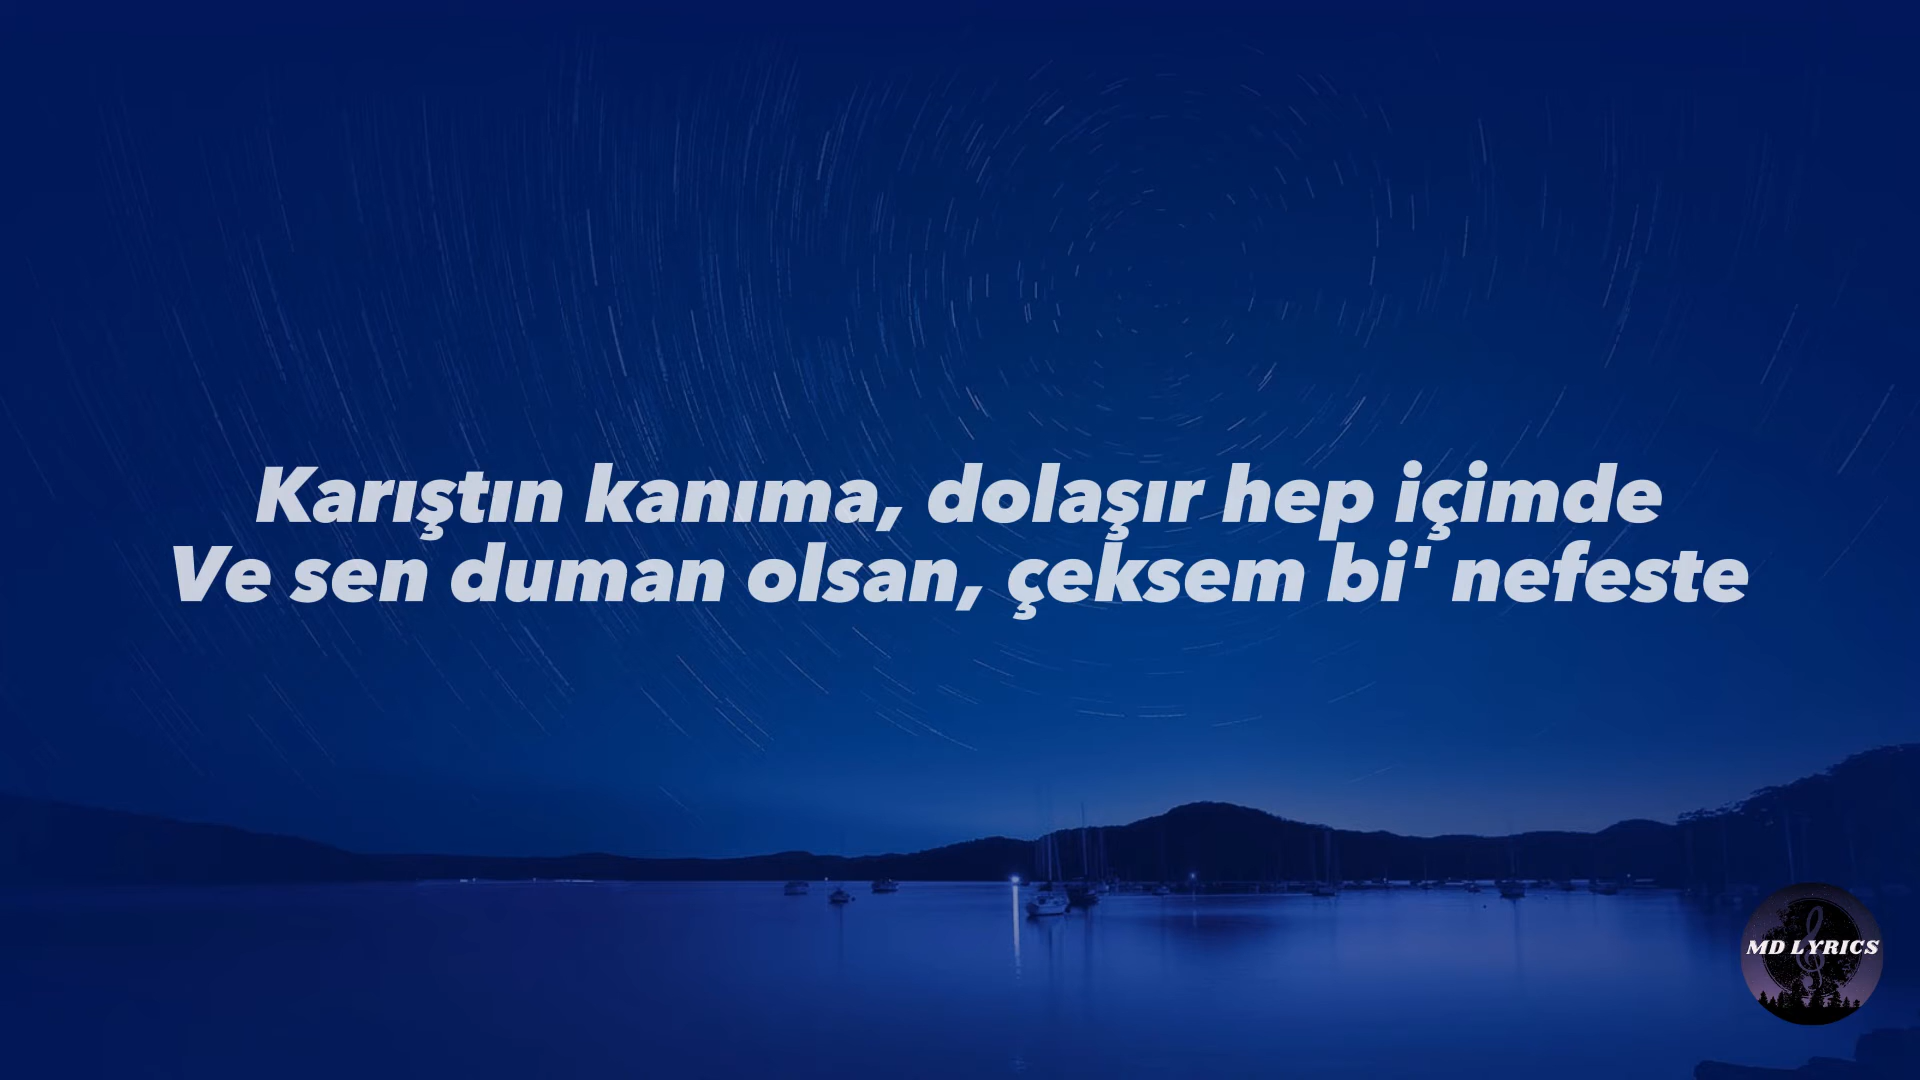 Karıştın kanıma, dolaşır hep içimde
Ve sen duman olsan, çeksem bi' nefeste
MD LYRICS